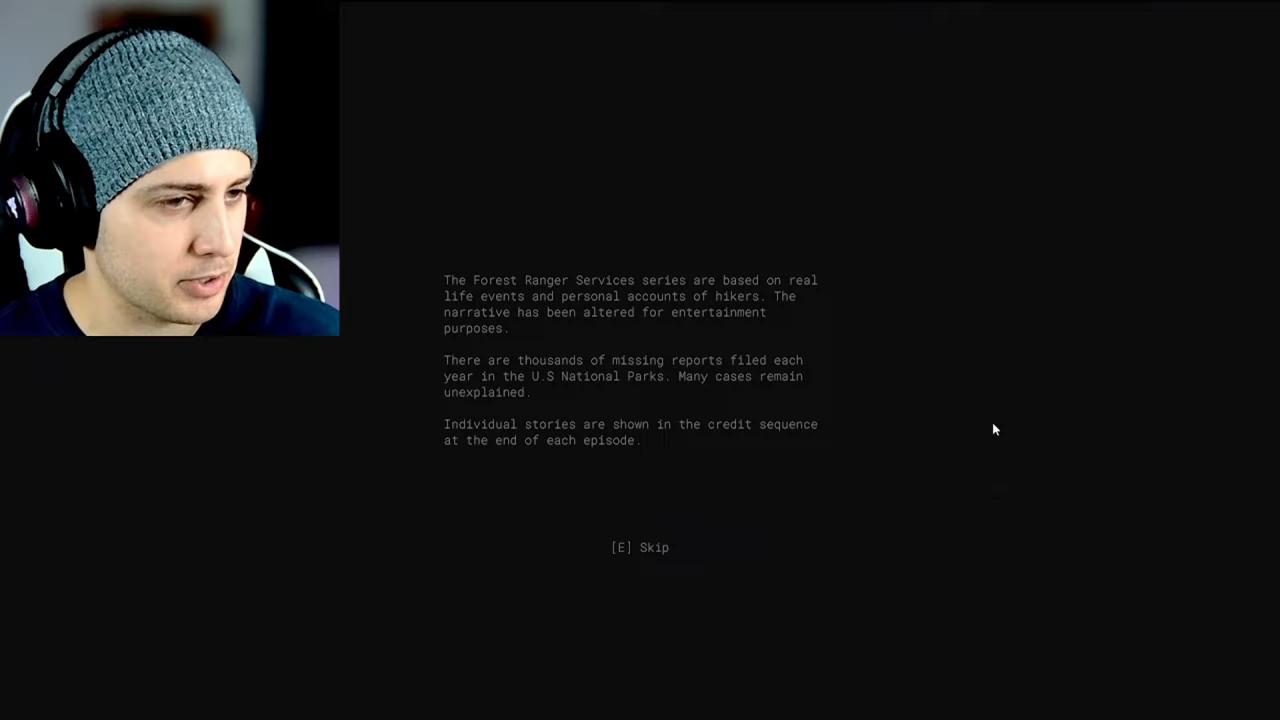 The Forest Ranger Services series are based on real
life events and personal accounts of hikers. The
narrative has been altered for entertainment
purposes.
There are thousands of missing reports filed each
year in the U.S National Parks. Many cases remain
unexplained.
Individual stories are shown in the credit sequence
at the end of each episode.
[E] Skip